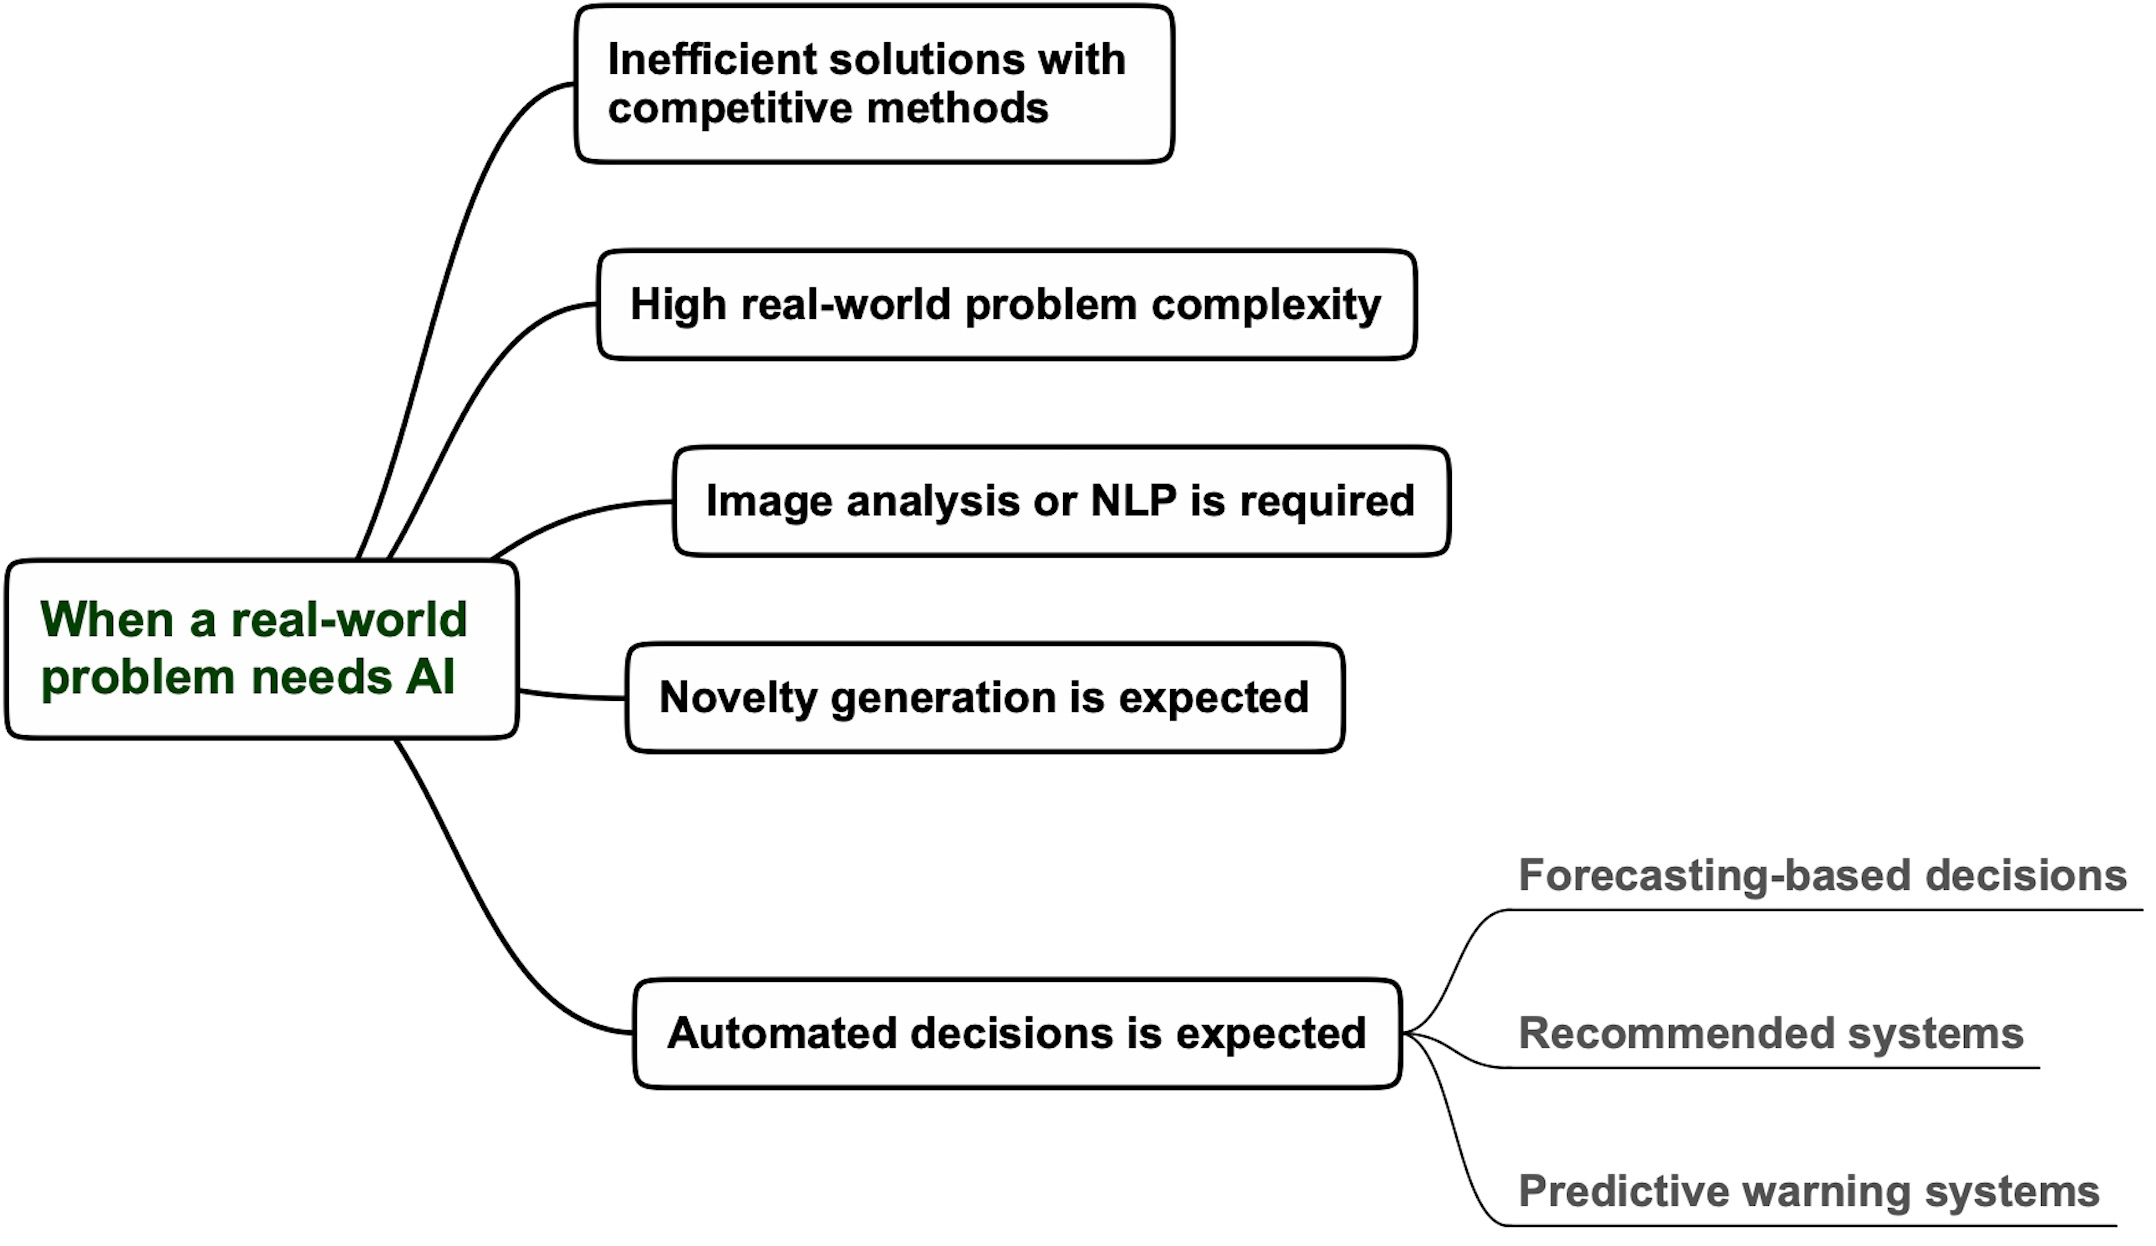 Inefficient solutions with
competitive methods
High real-world problem complexity
Image analysis or NLP is required
When a real-world
problem needs AI
Novelty generation is expected
Automated decisions is expected
Forecasting-based decisions
Recommended systems
Predictive warning systems